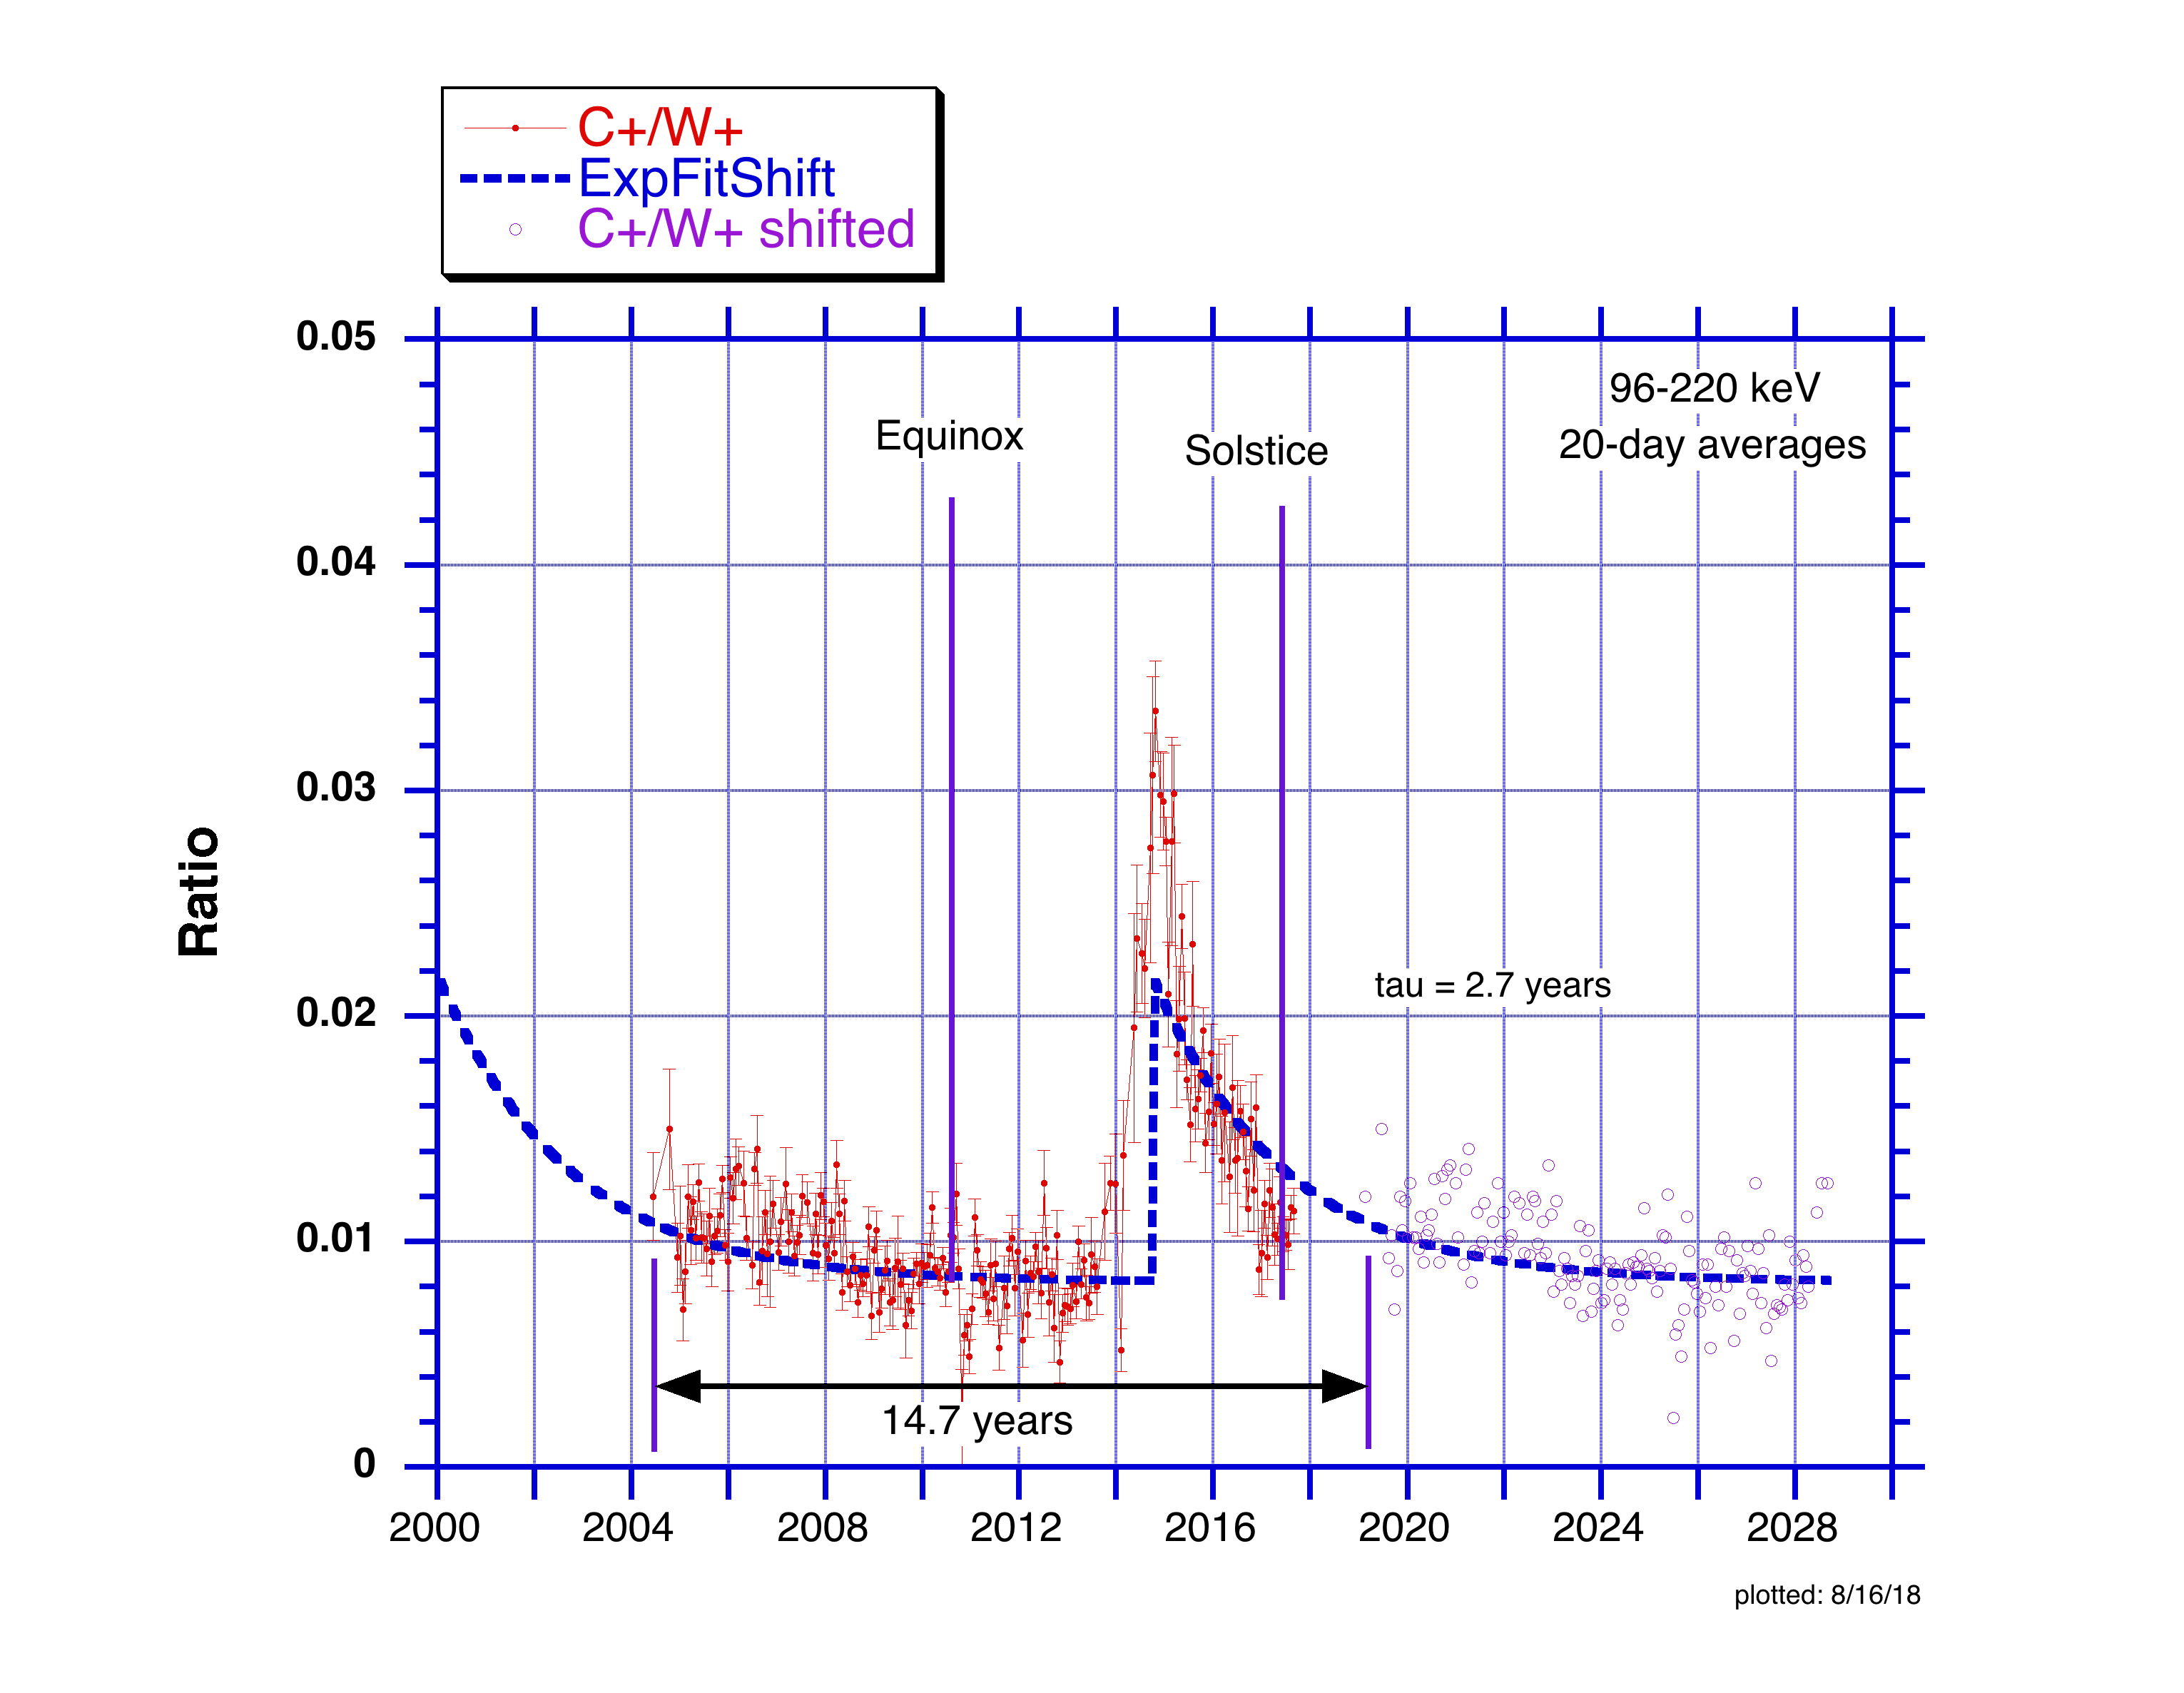 C+/W+
ExpFitShift
C+/W+ shifted
0.05
96-220 keV
Equinox
Solstice
20-day averages
0.04
0.03
Ratio
tau = 2.7 years
0.02
0.01
14.7 years
0
2000 2004 2008 2012 2016 2020 2024 2028
plotted: 8/16/18